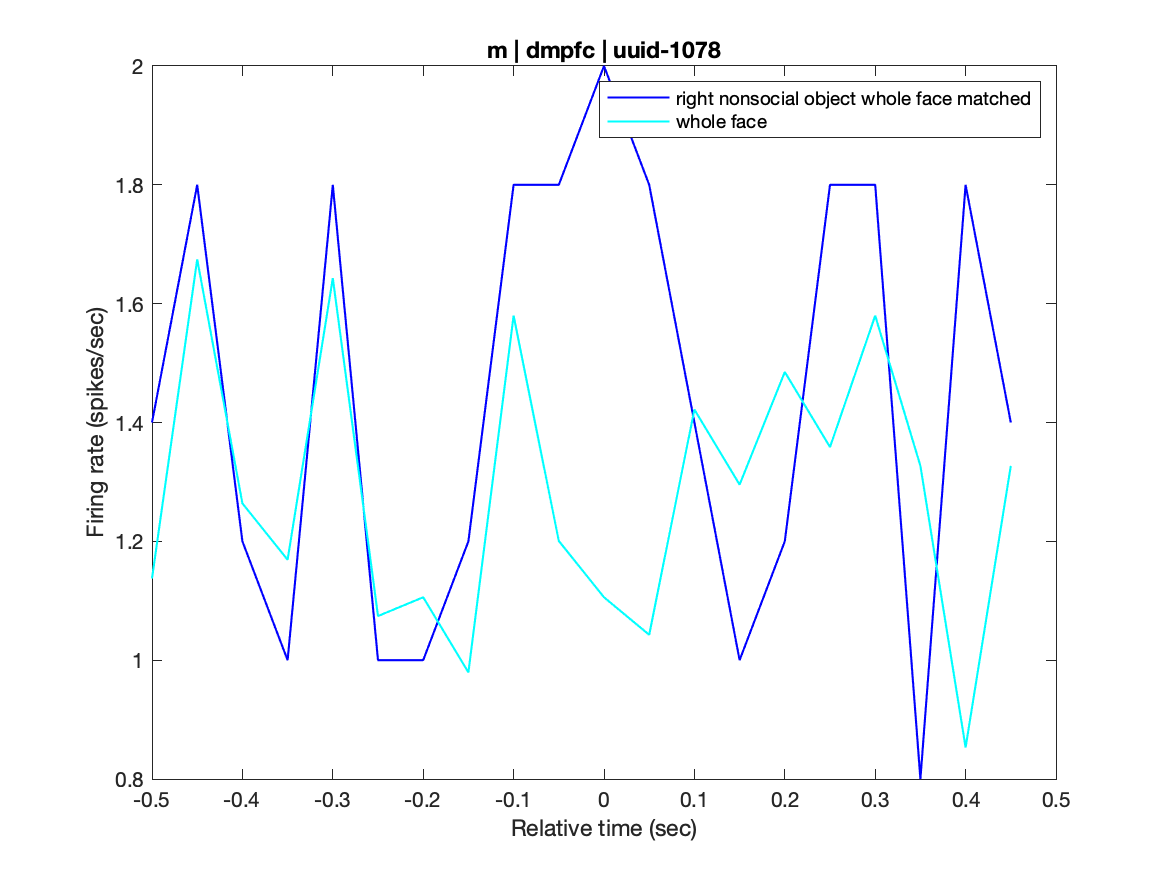 m | dmpfc | uuid-1078
2
right nonsocial object whole face matched
whole face
1.8
1.6
1.4
1.2
1
0.8
Firing rate (spikes/sec)
-0.5 -0.4 -0.3 -0.2 -0.1 0 0.1 0.2 0.3 0.4 0.5
Relative time (sec)